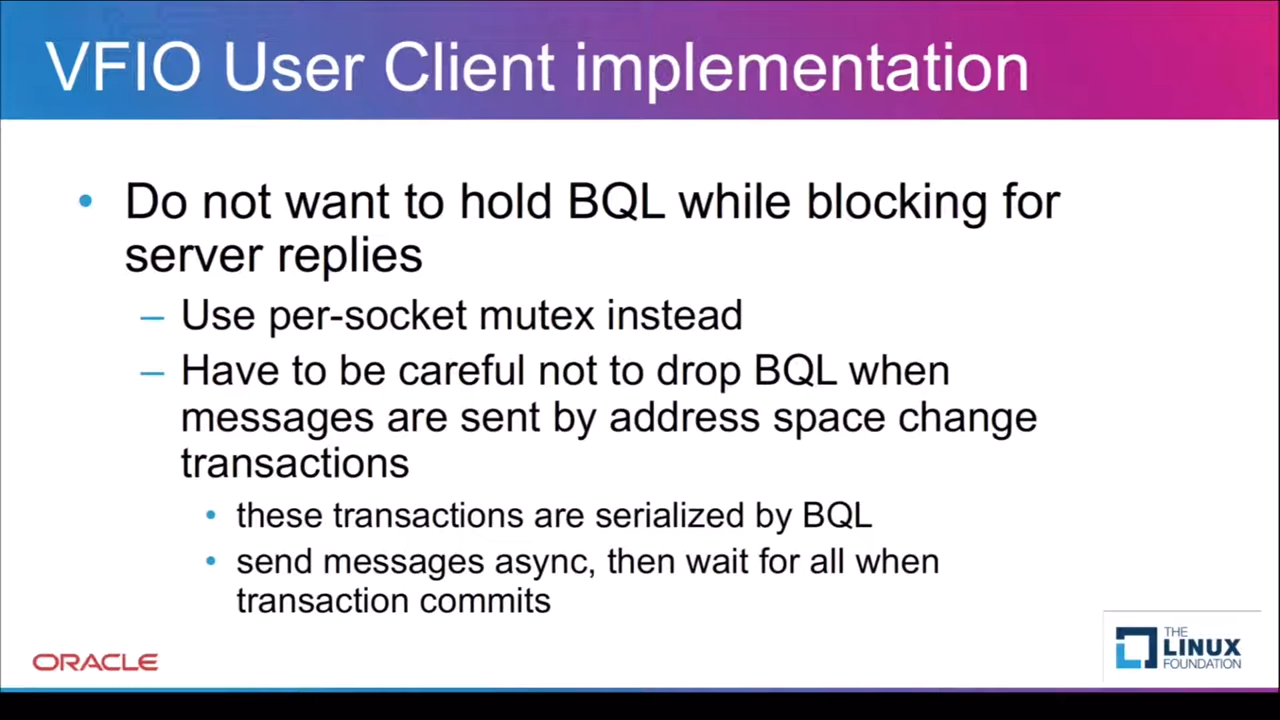 VFIO User Client implementation
• Do not want to hold BQL while blocking for
server replies
– Use per-socket mutex instead
– Have to be careful not to drop BQL when
messages are sent by address space change
transactions
• these transactions are serialized by BQL
• send messages async, then wait for all when
transaction commits
ORACLE
THE
LINUX
FOUNDATION